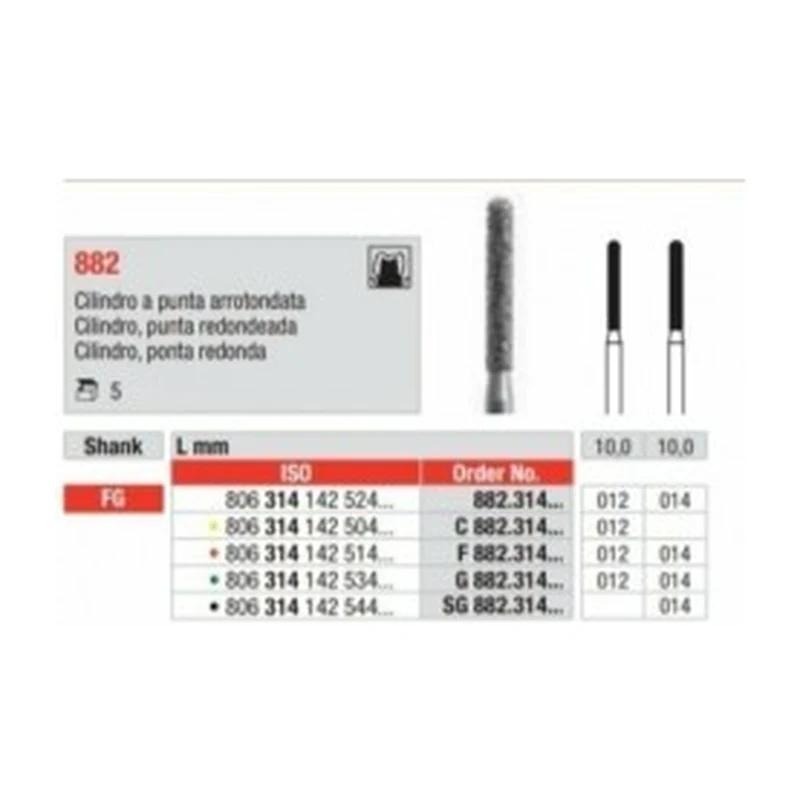 882
Cilindro a punta arrotondata
Cilindro, punta redondeada
Cilindro, ponta redonda
5
Shank L mm 10,0 10,0
ISO Order No.
FG 806 314 142 524... 882.314... 012 014
806 314 142 504... C 882.314... 012
806 314 142 514... F 882.314... 012 014
806 314 142 534... G 882.314... 012 014
806 314 142 544... SG 882.314... 014